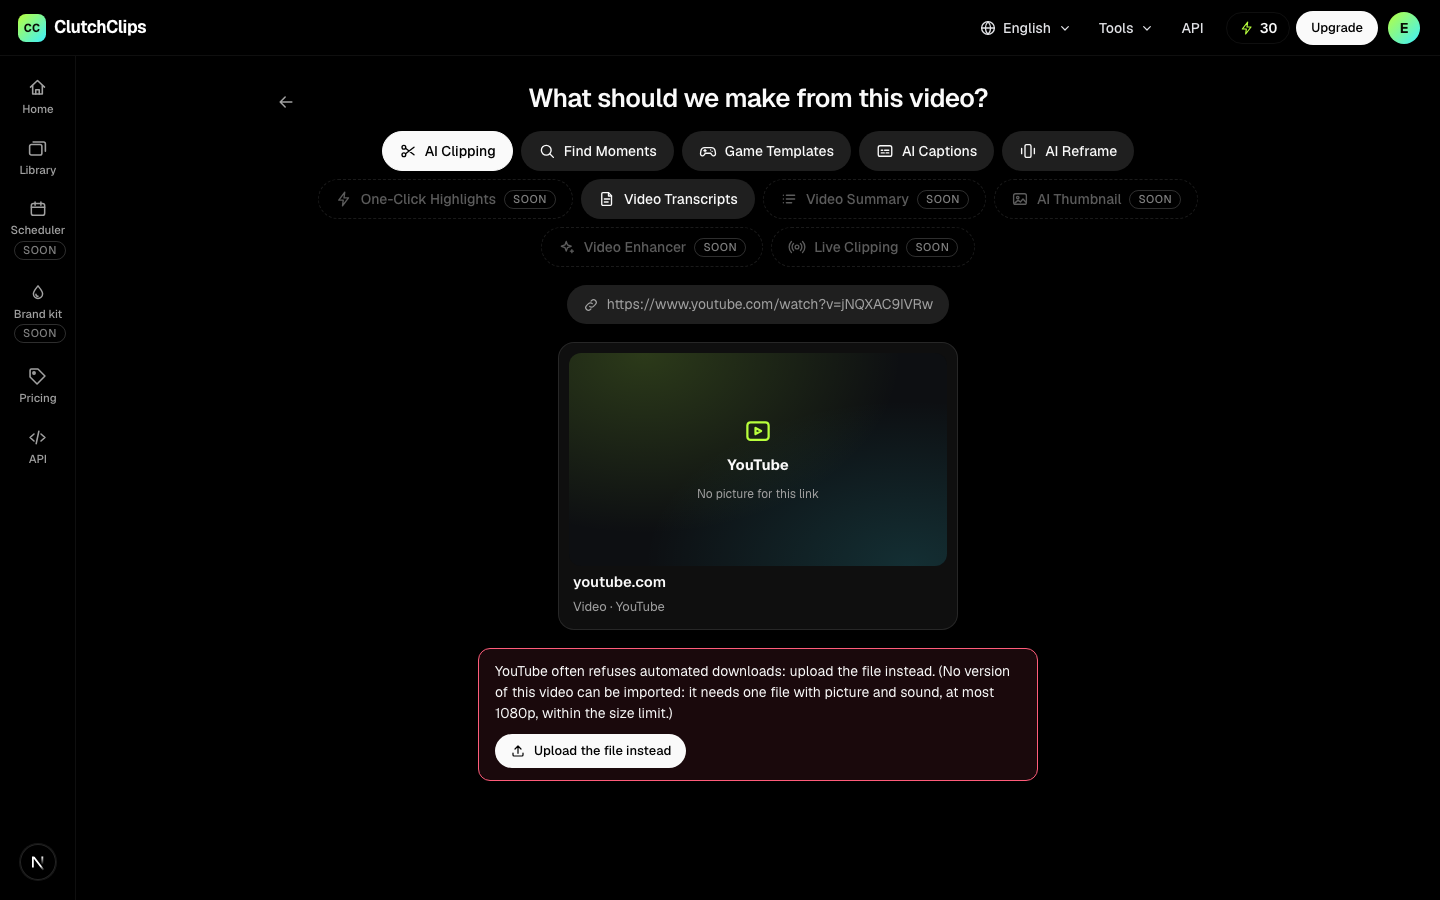 CC ClutchClips
English
Tools
API
30
Upgrade
E
Home
Library
Scheduler
SOON
Brand kit
SOON
Pricing
API
What should we make from this video?
AI Clipping
Find Moments
Game Templates
AI Captions
AI Reframe
One-Click Highlights SOON
Video Transcripts
Video Summary SOON
AI Thumbnail SOON
Video Enhancer SOON
Live Clipping SOON
https://www.youtube.com/watch?v=jNQXAC9IVRw
YouTube
No picture for this link
youtube.com
Video · YouTube
YouTube often refuses automated downloads: upload the file instead. (No version
of this video can be imported: it needs one file with picture and sound, at most
1080p, within the size limit.)
Upload the file instead
N